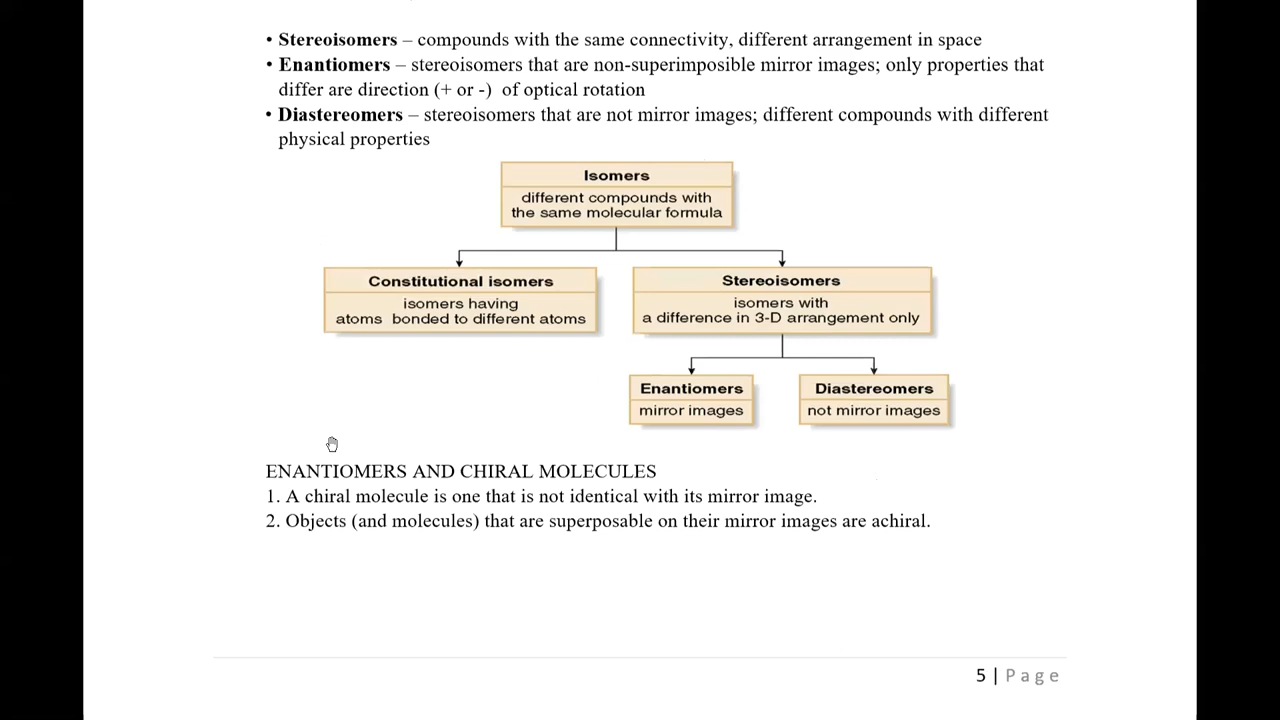 • Stereoisomers – compounds with the same connectivity, different arrangement in space
• Enantiomers – stereoisomers that are non-superimposible mirror images; only properties that
differ are direction (+ or -)  of optical rotation
• Diastereomers – stereoisomers that are not mirror images; different compounds with different
physical properties
Isomers
different compounds with
the same molecular formula
Constitutional isomers
isomers having
atoms  bonded to different atoms
Stereoisomers
isomers with
a difference in 3-D arrangement only
Enantiomers
mirror images
Diastereomers
not mirror images
ENANTIOMERS AND CHIRAL MOLECULES
1. A chiral molecule is one that is not identical with its mirror image.
2. Objects (and molecules) that are superposable on their mirror images are achiral.
5 | Page